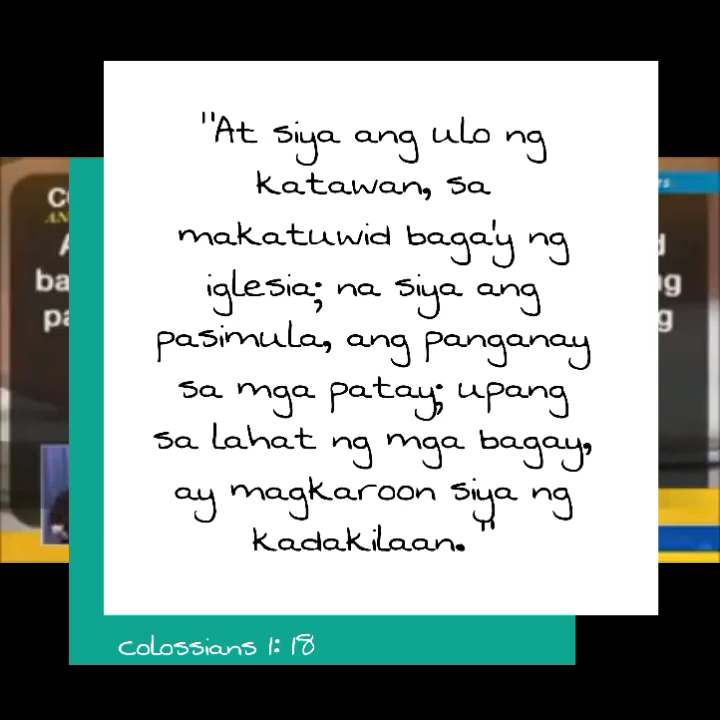 "At siya ang ulo ng
katawan, sa
makatuwid baga'y ng
iglesia; na siya ang
pasimula, ang panganay
sa mga patay; upang
sa lahat ng mga bagay,
ay magkaroon siya ng
kadakilaan."
Colossians 1: 18